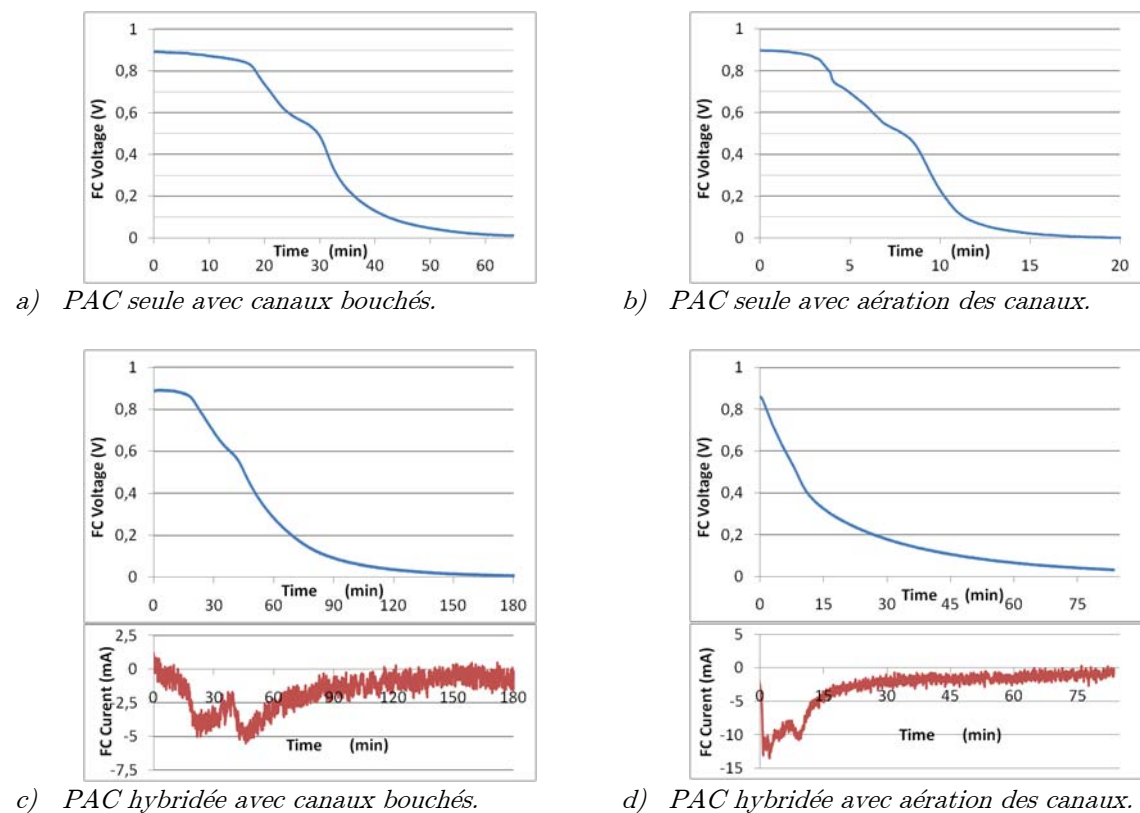 1
0,8
0,6
0,4
0,2
0
FC Voltage (V)
Time (min)
0 10 20 30 40 50 60
a) PAC seule avec canaux bouchés.
1
0,8
0,6
0,4
0,2
0
FC Voltage (V)
Time (min)
0 5 10 15 20
b) PAC seule avec aération des canaux.
1
0,8
0,6
0,4
0,2
0
FC Voltage (V)
Time (min)
0 30 60 90 120 150 180
2,5
0
-2,5
-5
-7,5
FC Curent (mA)
0 30 60 90 120 150 180
Time (min)
c) PAC hybridée avec canaux bouchés.
1
0,8
0,6
0,4
0,2
0
FC Voltage (V)
Time (min)
0 15 30 45 60 75
5
0
-5
-10
-15
FC Curent (mA)
0 15 30 45 60 75
Time (min)
d) PAC hybridée avec aération des canaux.